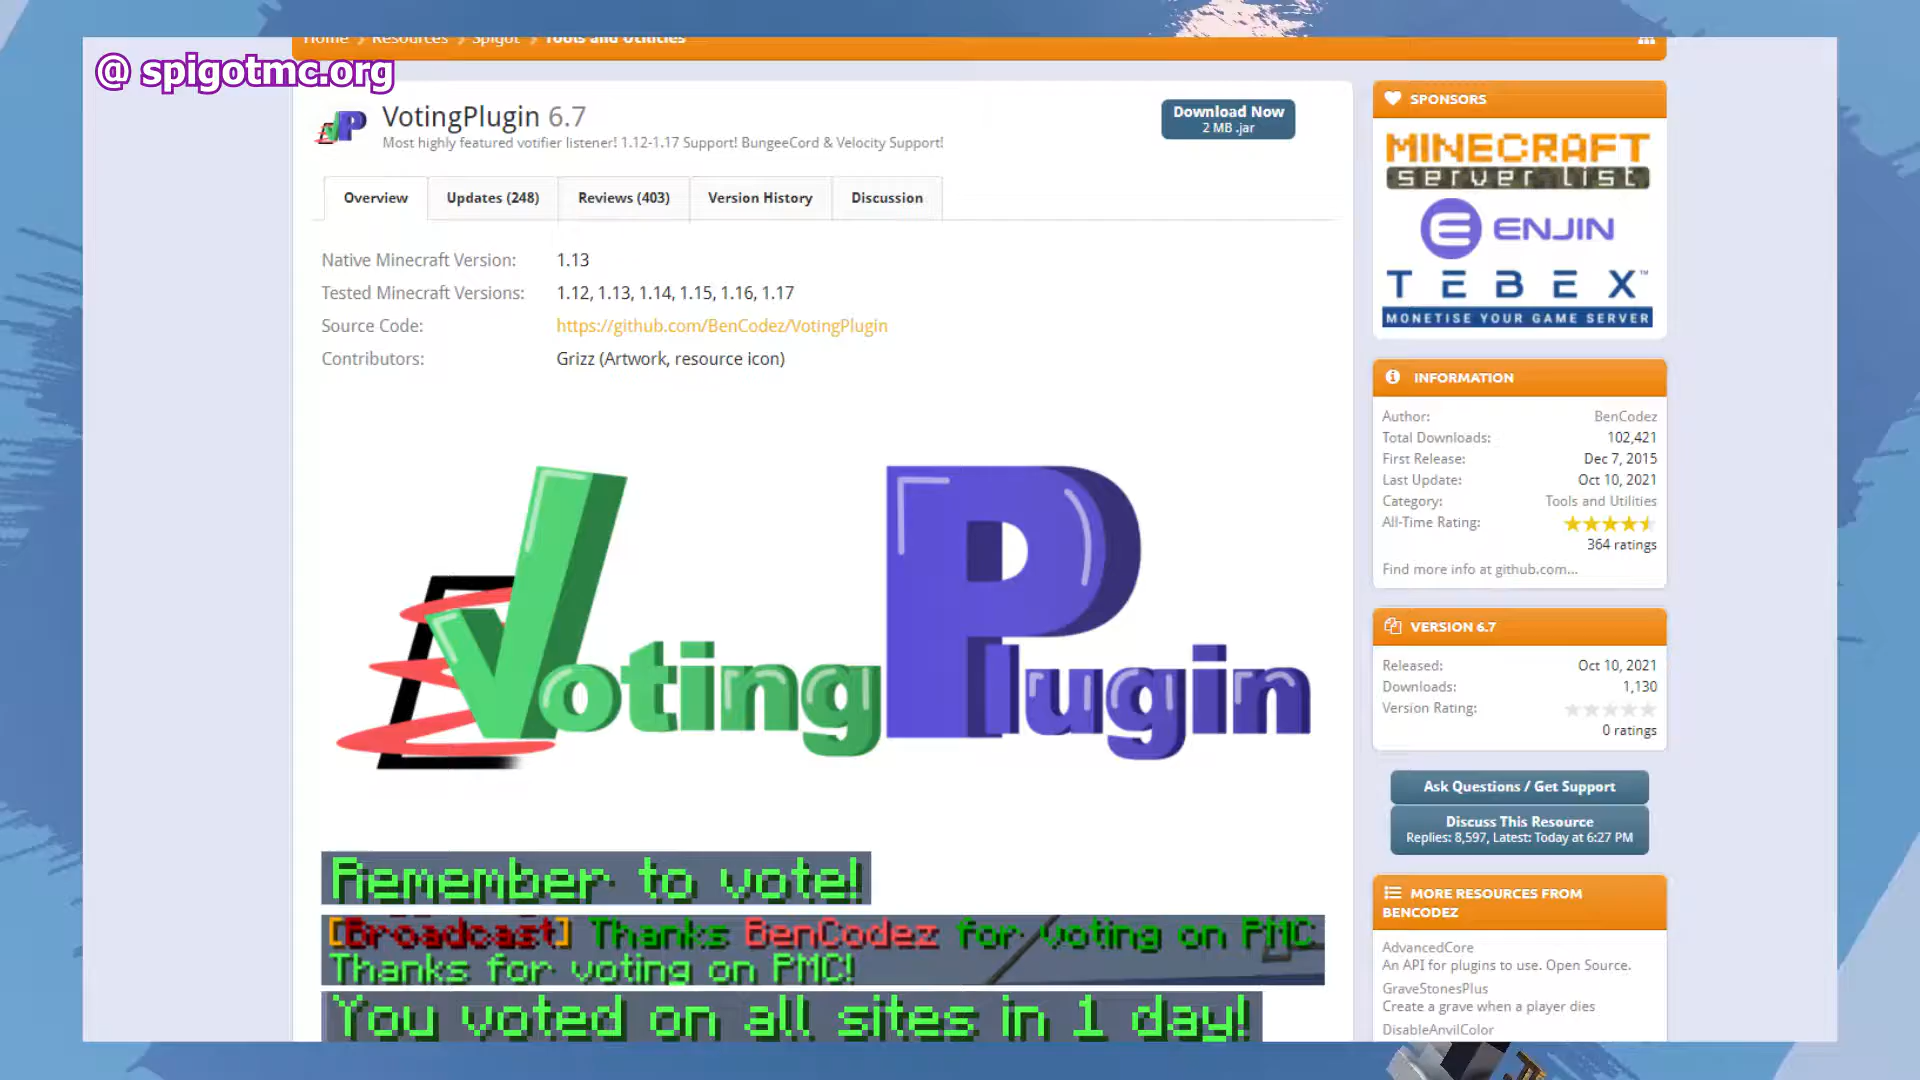 Home > Resources > Spigot > Tools and Utilities
@ spigotmc.org
VotingPlugin 6.7
Most highly featured votifier listener! 1.12-1.17 Support! BungeeCord & Velocity Support!
Download Now
2 MB .jar
Overview
Updates (248)
Reviews (403)
Version History
Discussion
Native Minecraft Version: 1.13
Tested Minecraft Versions: 1.12, 1.13, 1.14, 1.15, 1.16, 1.17
Source Code: https://github.com/BenCodez/VotingPlugin
Contributors: Grizz (Artwork, resource icon)
VotingPlugin
Remember to vote!
[Broadcast] Thanks BenCodez for voting on PMC
Thanks for voting on PMC!
You voted on all sites in 1 day!
SPONSORS
MINECRAFT
server list
ENJIN
TEBEX™
MONETISE YOUR GAME SERVER
INFORMATION
Author: BenCodez
Total Downloads: 102,421
First Release: Dec 7, 2015
Last Update: Oct 10, 2021
Category: Tools and Utilities
All-Time Rating:
364 ratings
Find more info at github.com...
VERSION 6.7
Released: Oct 10, 2021
Downloads: 1,130
Version Rating:
0 ratings
Ask Questions / Get Support
Discuss This Resource
Replies: 8,597, Latest: Today at 6:27 PM
MORE RESOURCES FROM
BENCODEZ
AdvancedCore
An API for plugins to use. Open Source.
GraveStonesPlus
Create a grave when a player dies
DisableAnvilColor